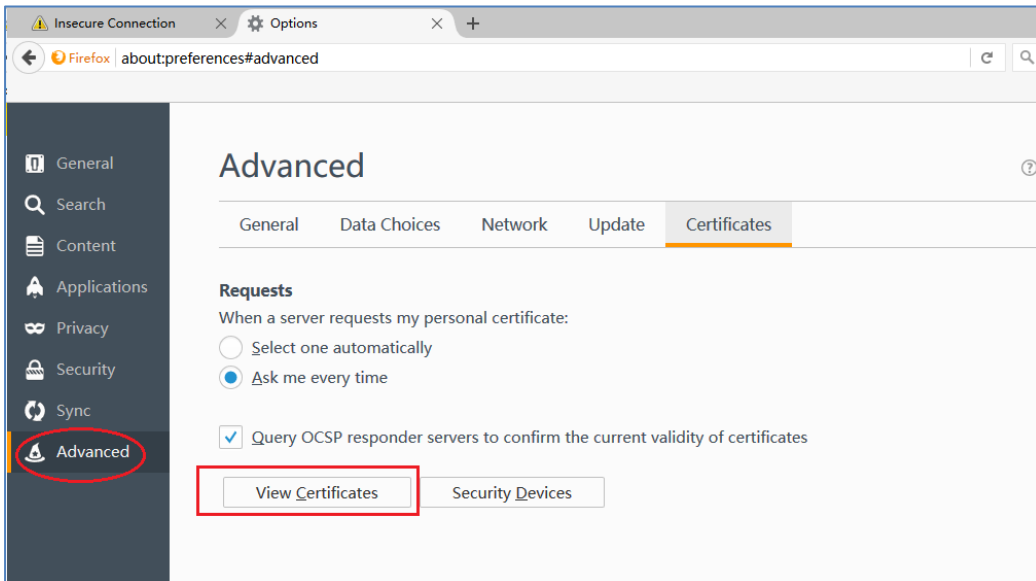 Insecure Connection
Options
Firefox about:preferences#advanced
General
Search
Content
Applications
Privacy
Security
Sync
Advanced
Advanced
General Data Choices Network Update Certificates
Requests
When a server requests my personal certificate:
Select one automatically
Ask me every time
Query OCSP responder servers to confirm the current validity of certificates
View Certificates Security Devices